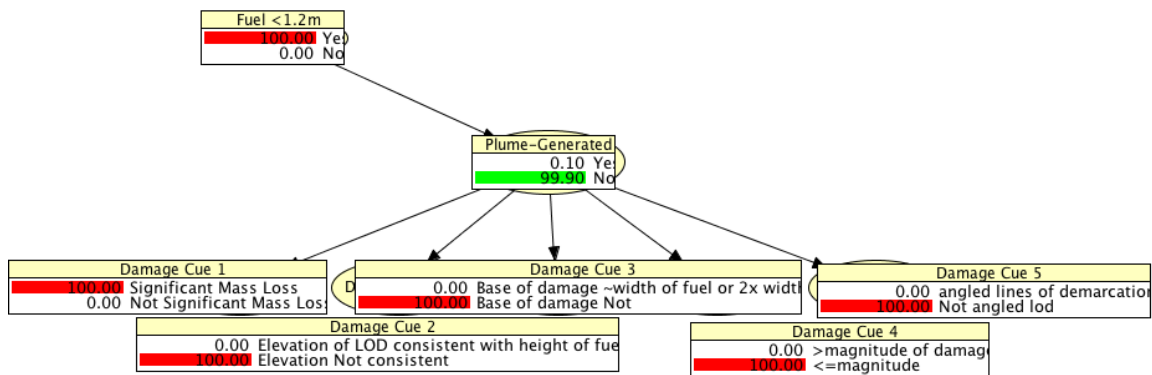 Fuel <1.2m
100.00 Yes
0.00 No
Plume-Generated
0.10 Yes
99.90 No
Damage Cue 1
100.00 Significant Mass Loss
0.00 Not Significant Mass Los
D
Damage Cue 3
0.00 Base of damage ~width of fuel or 2x widt
100.00 Base of damage Not
Damage Cue 5
0.00 angled lines of demarcation
100.00 Not angled lod
Damage Cue 2
0.00 Elevation of LOD consistent with height of fue
100.00 Elevation Not consistent
Damage Cue 4
0.00 >magnitude of damag
100.00 <=magnitude